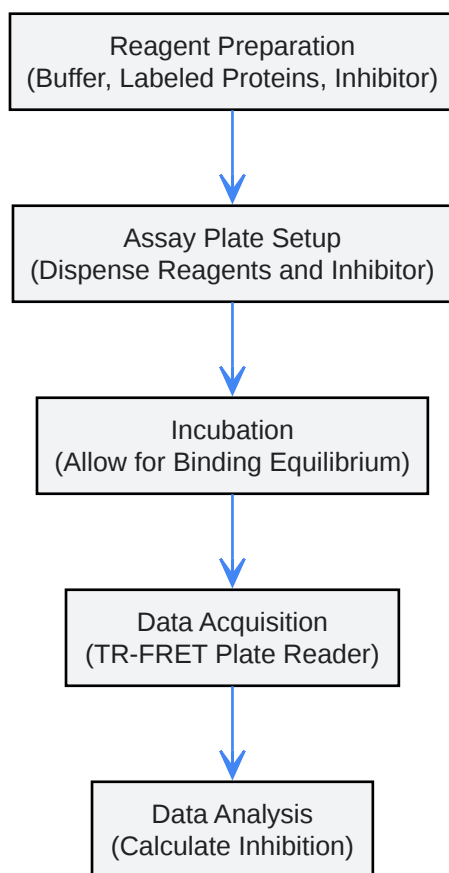 Reagent Preparation
(Buffer, Labeled Proteins, Inhibitor)
Assay Plate Setup
(Dispense Reagents and Inhibitor)
Incubation
(Allow for Binding Equilibrium)
Data Acquisition
(TR-FRET Plate Reader)
Data Analysis
(Calculate Inhibition)